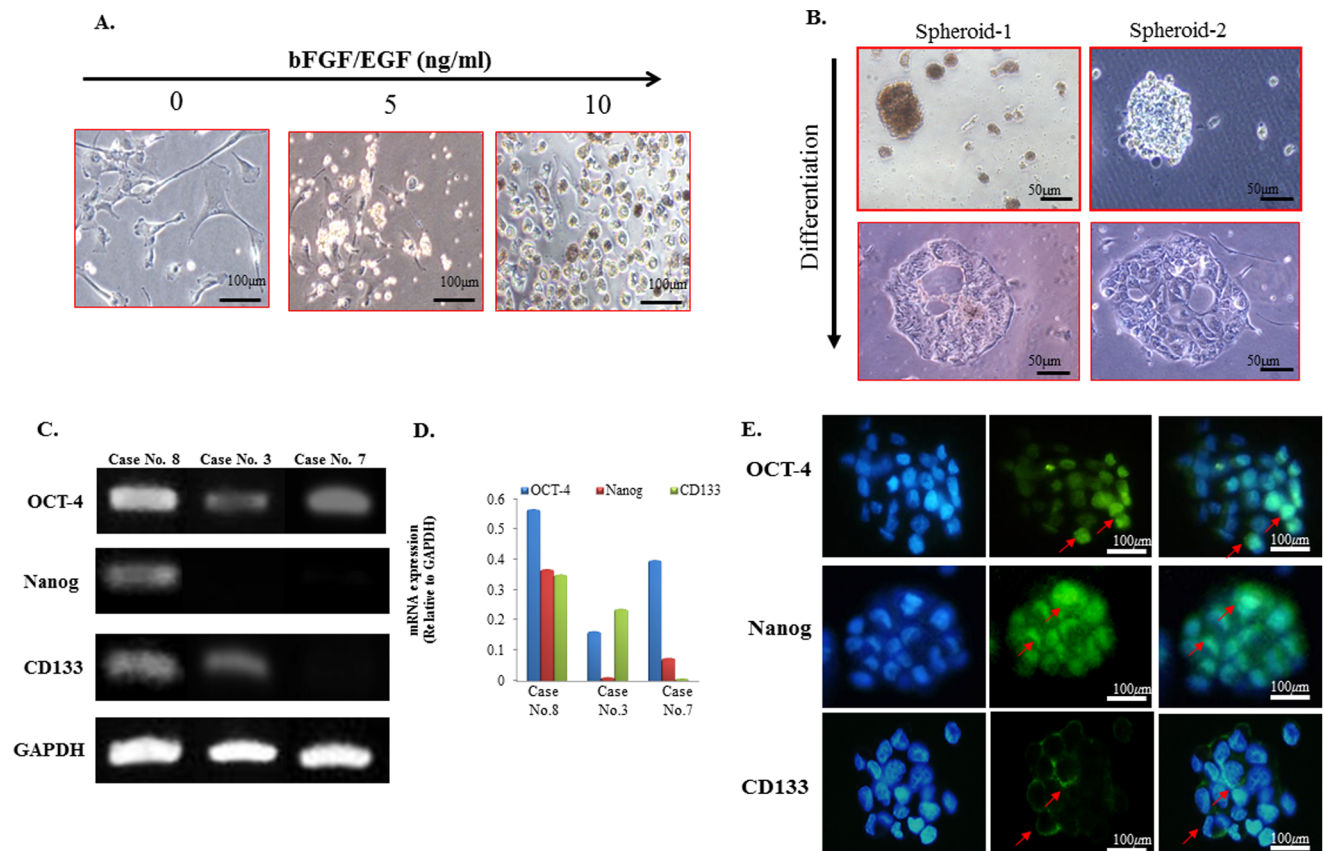 A.
bFGF/EGF (ng/ml)
0 5 10
100μm 100μm 100μm
B.
Spheroid-1 Spheroid-2
Differentiation
50μm 50μm
50μm 50μm
C.
Case No. 8 Case No. 3 Case No. 7
OCT-4
Nanog
CD133
GAPDH
D.
OCT-4 Nanog CD133
mRNA expression
(Relative to GAPDH)
0.6
0.5
0.4
0.3
0.2
0.1
0
Case Case Case
No.8 No.3 No.7
E.
OCT-4
100μm 100μm
Nanog
100μm 100μm
CD133
100μm 100μm